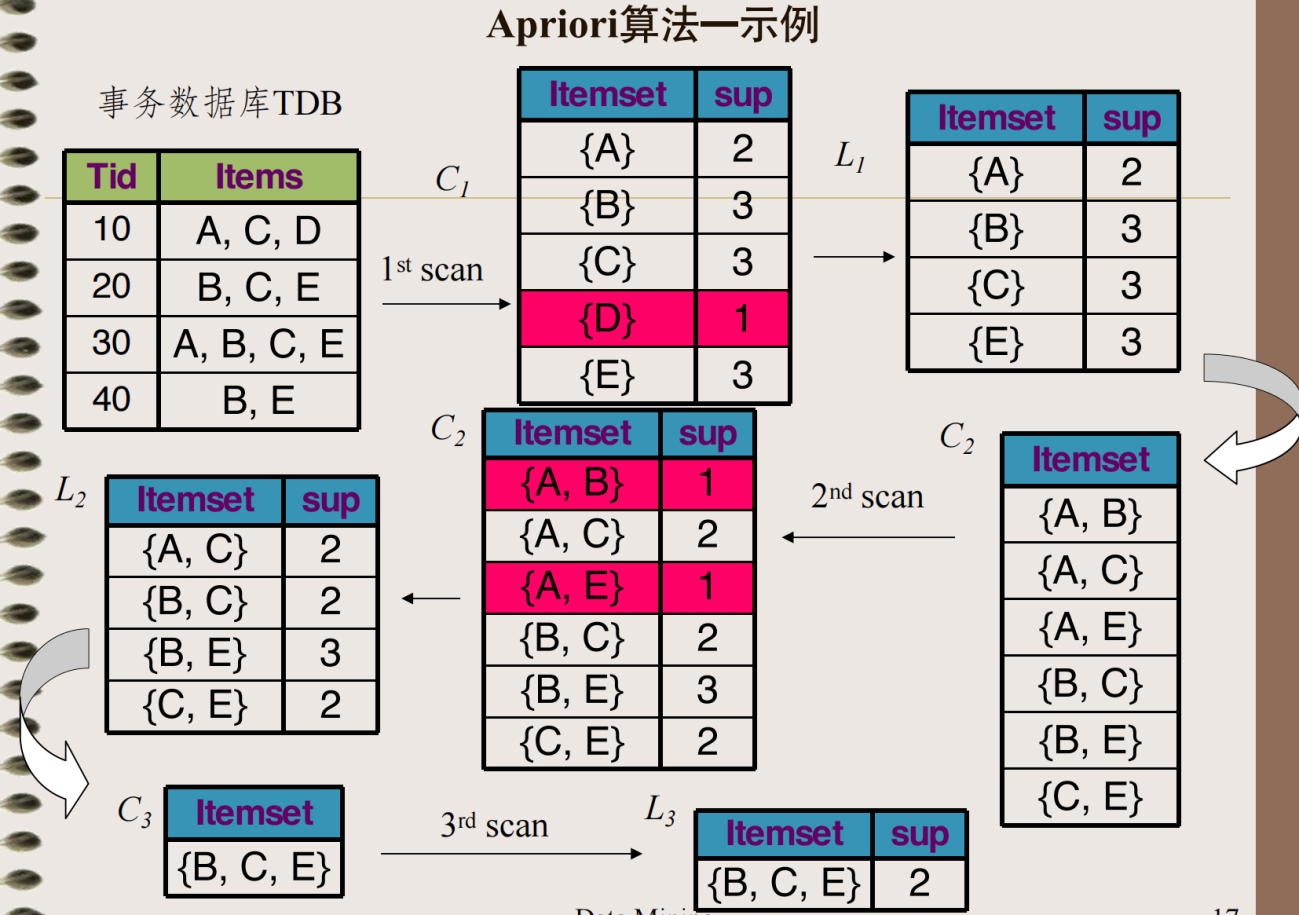 Apriori算法—示例
事务数据库TDB
Tid Items
10 A, C, D
20 B, C, E
30 A, B, C, E
40 B, E
1st scan
C1
Itemset sup
{A} 2
{B} 3
{C} 3
{D} 1
{E} 3
L1
Itemset sup
{A} 2
{B} 3
{C} 3
{E} 3
C2
Itemset
{A, B}
{A, C}
{A, E}
{B, C}
{B, E}
{C, E}
2nd scan
C2
Itemset sup
{A, B} 1
{A, C} 2
{A, E} 1
{B, C} 2
{B, E} 3
{C, E} 2
L2
Itemset sup
{A, C} 2
{B, C} 2
{B, E} 3
{C, E} 2
C3
Itemset
{B, C, E}
3rd scan
L3
Itemset sup
{B, C, E} 2
Data Mining
17